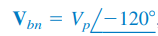 V_bn = V_p/−120°,